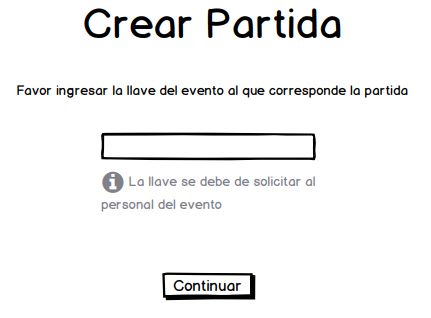 Crear Partida
Favor ingresar la llave del evento al que corresponde la partida
La llave se debe de solicitar al
personal del evento
Continuar